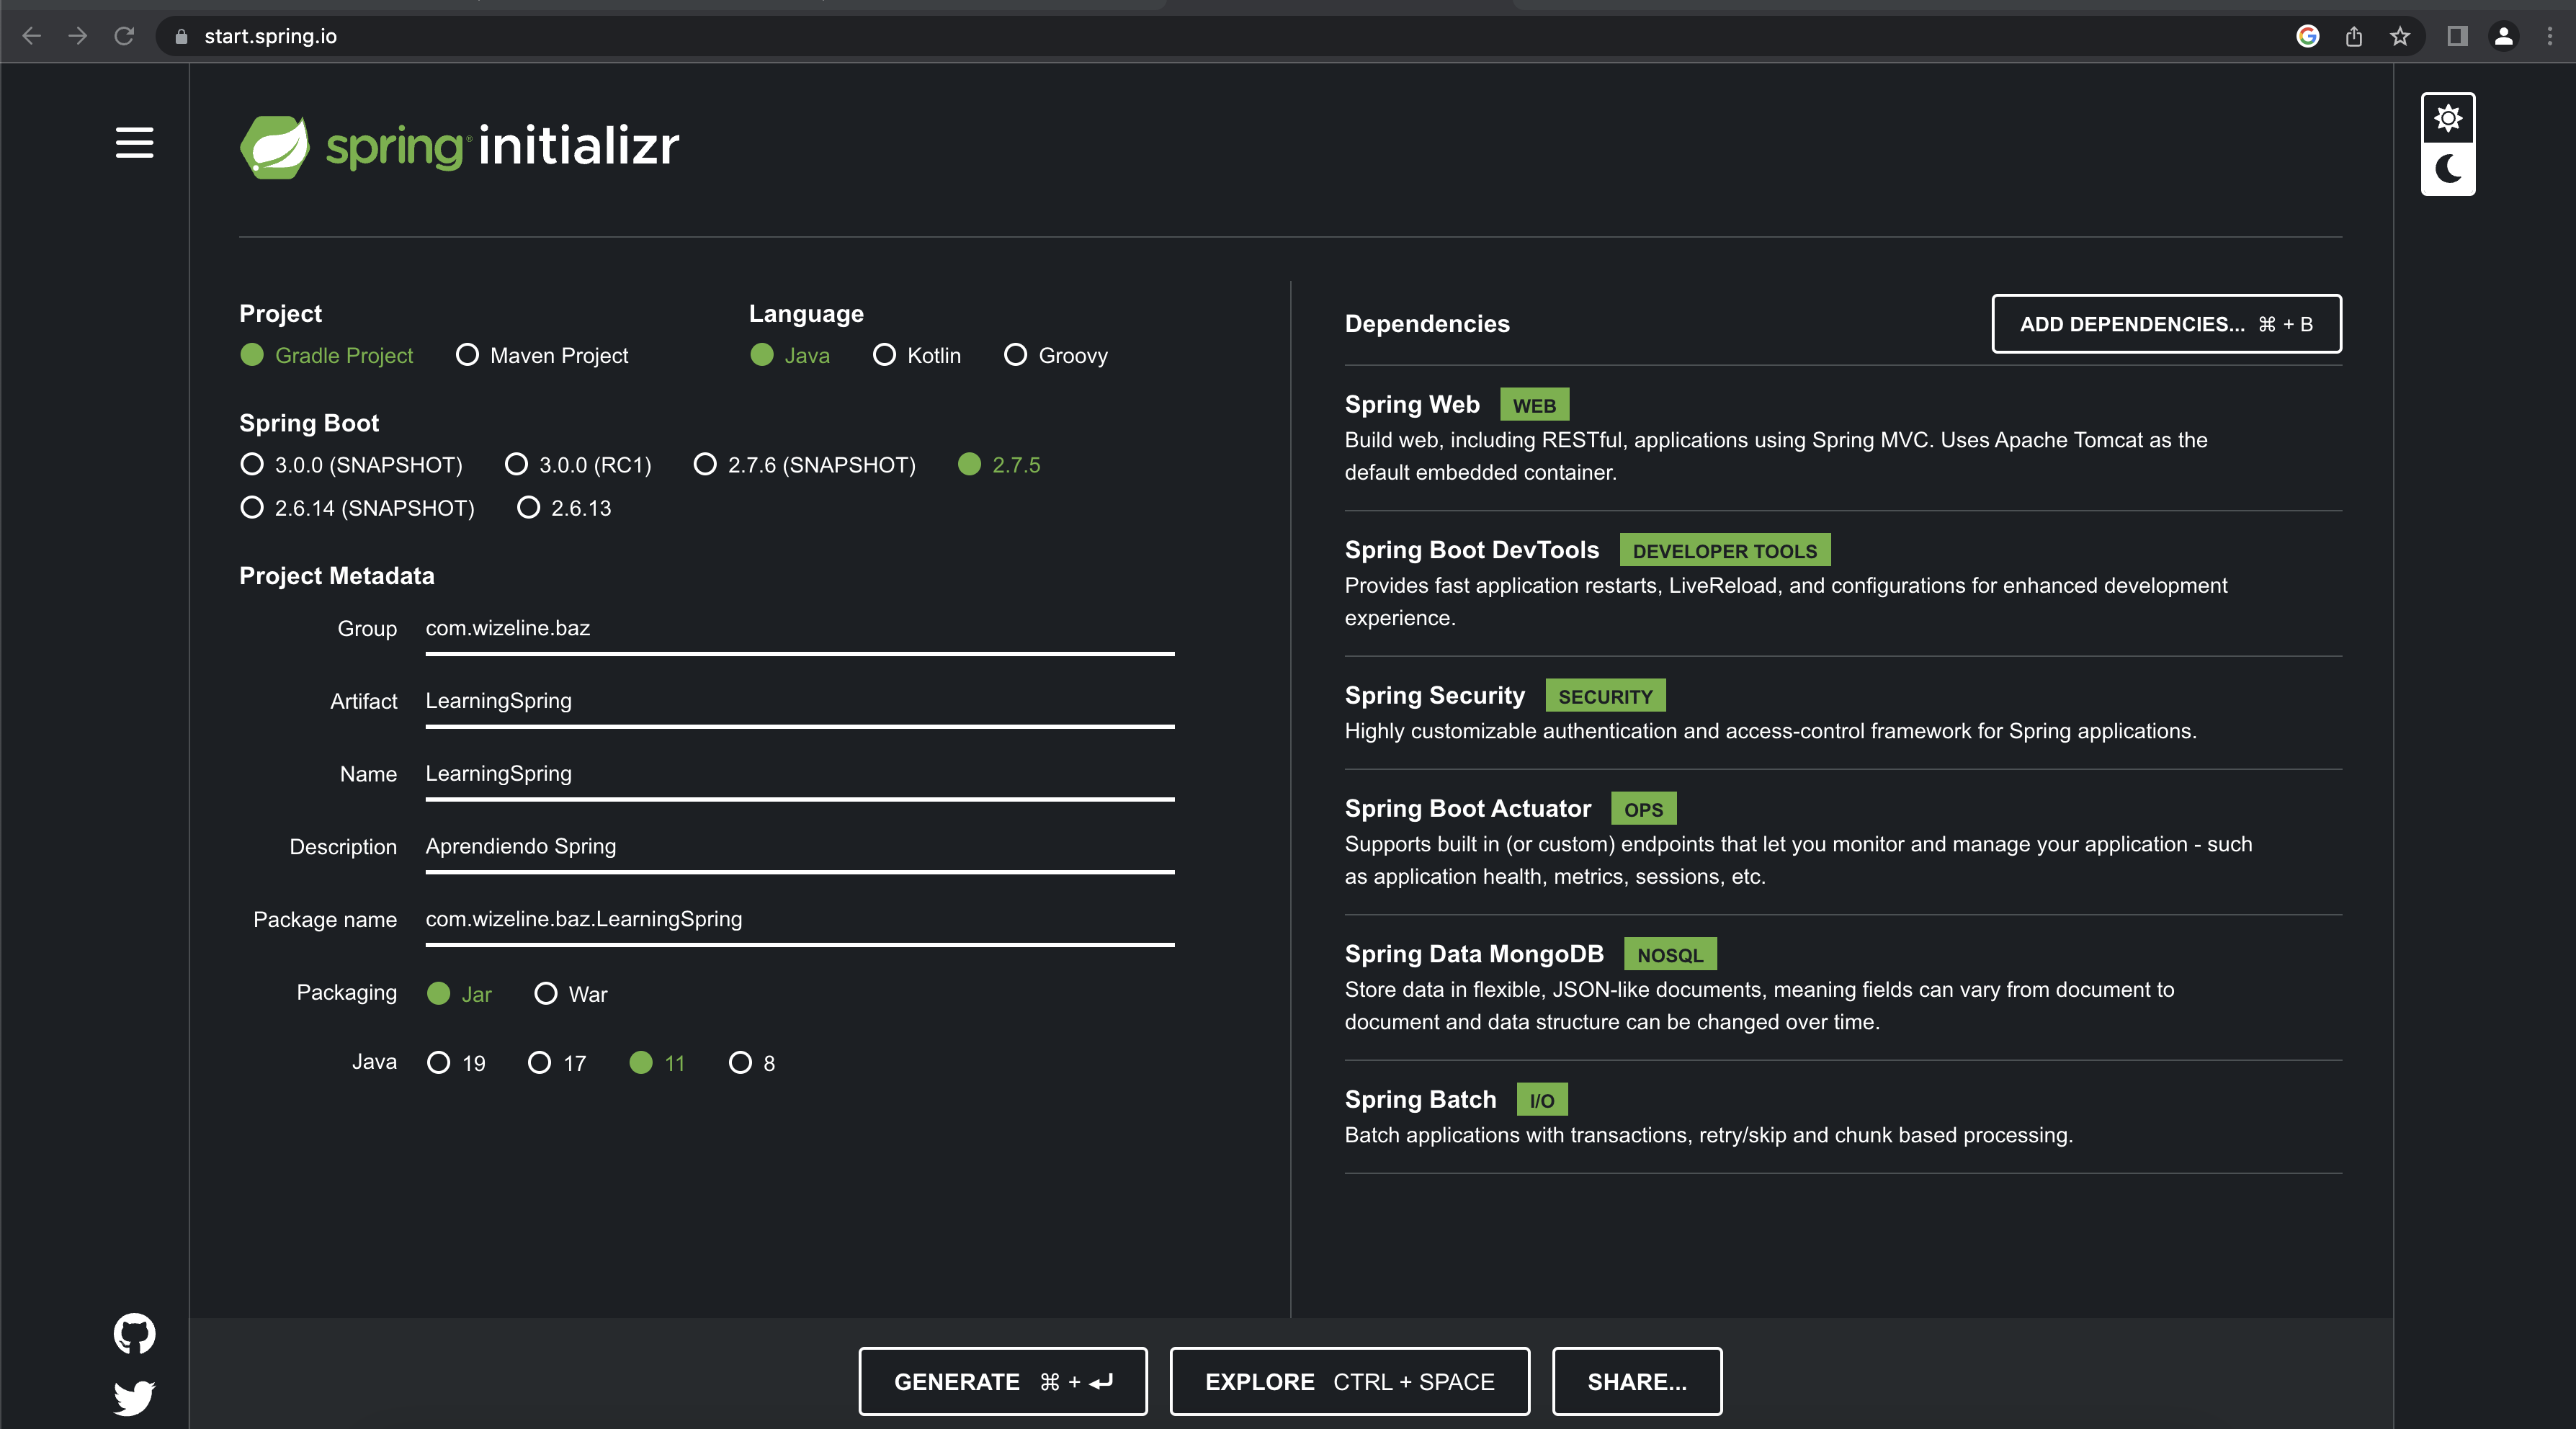 start.spring.io
spring® initializr
Project
Gradle Project Maven Project
Language
Java Kotlin Groovy
Spring Boot
3.0.0 (SNAPSHOT) 3.0.0 (RC1) 2.7.6 (SNAPSHOT) 2.7.5
2.6.14 (SNAPSHOT) 2.6.13
Project Metadata
Group com.wizeline.baz
Artifact LearningSpring
Name LearningSpring
Description Aprendiendo Spring
Package name com.wizeline.baz.LearningSpring
Packaging Jar War
Java 19 17 11 8
Dependencies ADD DEPENDENCIES... ⌘ + B
Spring Web WEB
Build web, including RESTful, applications using Spring MVC. Uses Apache Tomcat as the
default embedded container.
Spring Boot DevTools DEVELOPER TOOLS
Provides fast application restarts, LiveReload, and configurations for enhanced development
experience.
Spring Security SECURITY
Highly customizable authentication and access-control framework for Spring applications.
Spring Boot Actuator OPS
Supports built in (or custom) endpoints that let you monitor and manage your application - such
as application health, metrics, sessions, etc.
Spring Data MongoDB NOSQL
Store data in flexible, JSON-like documents, meaning fields can vary from document to
document and data structure can be changed over time.
Spring Batch I/O
Batch applications with transactions, retry/skip and chunk based processing.
GENERATE ⌘ + ⏎ EXPLORE CTRL + SPACE SHARE...